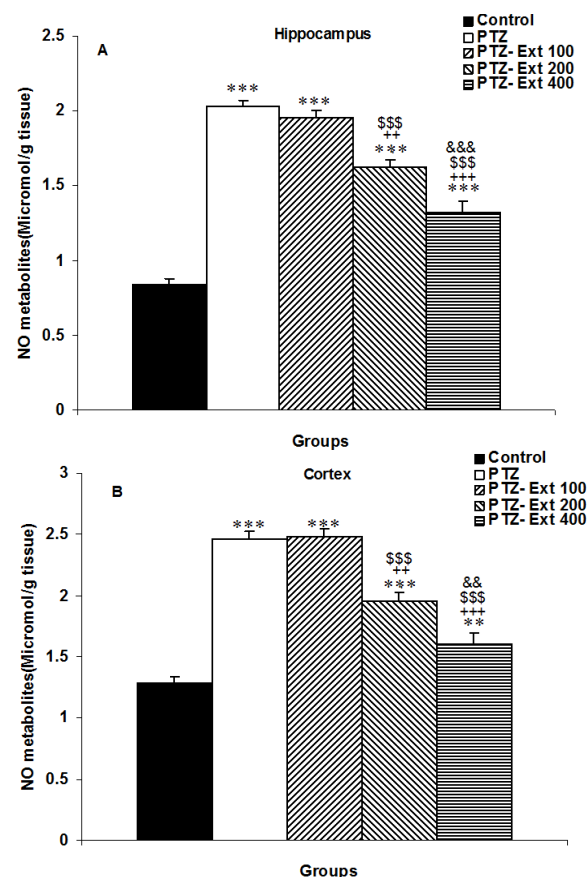 Control
PTZ
PTZ- Ext 100
PTZ- Ext 200
PTZ- Ext 400
Hippocampus
A
NO metabolites(Micromol/g tissue)
2.5
2
1.5
1
0.5
0
***
***
$$$
++
***
&&&
$$$
+++
***
Groups
Control
PTZ
PTZ- Ext 100
PTZ- Ext 200
PTZ- Ext 400
Cortex
B
NO metabolites(Micromol/g tissue)
3
2.5
2
1.5
1
0.5
0
***
***
$$$
++
***
&&
$$$
+++
**
Groups